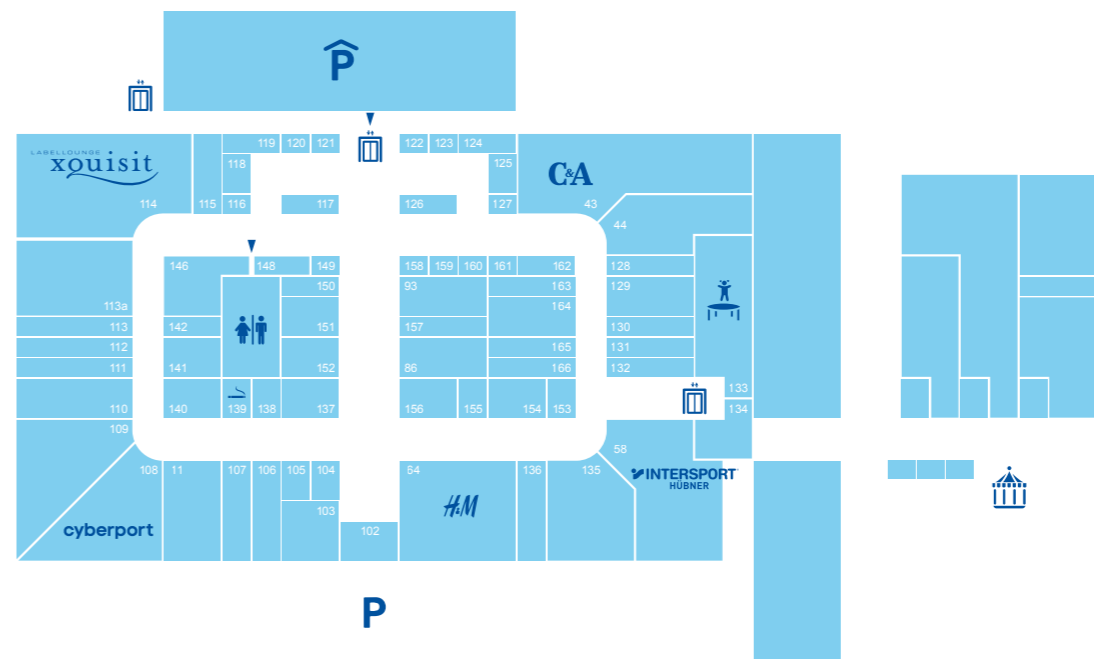 P
119 120 121 122 123 124
LABELLOUNGE
xquisit
118 125
C&A
114 115 116 117 126 127 43
44
146 148 149 158 159 160 161 162 128
150 93 163 129
113a 164
113 142 151 157 130
112 165 131
111 141 152 86 166 132
133
110 140 139 138 137 156 155 154 153 134
109
58
108 11 107 106 105 104 64 136 135
INTERSPORT
HÜBNER
103
H&M
cyberport
102
P